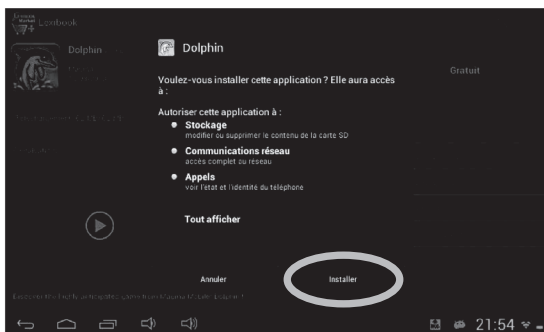 Lexibook
Dolphin
Dolphin
Voulez-vous installer cette application ? Elle aura accès
à :
Gratuit
Autoriser cette application à :
Stockage
modifier ou supprimer le contenu de la carte SD
Communications réseau
accès complet au réseau
Appels
voir l'état et l'identité du téléphone
Tout afficher
Annuler
Installer
21:54